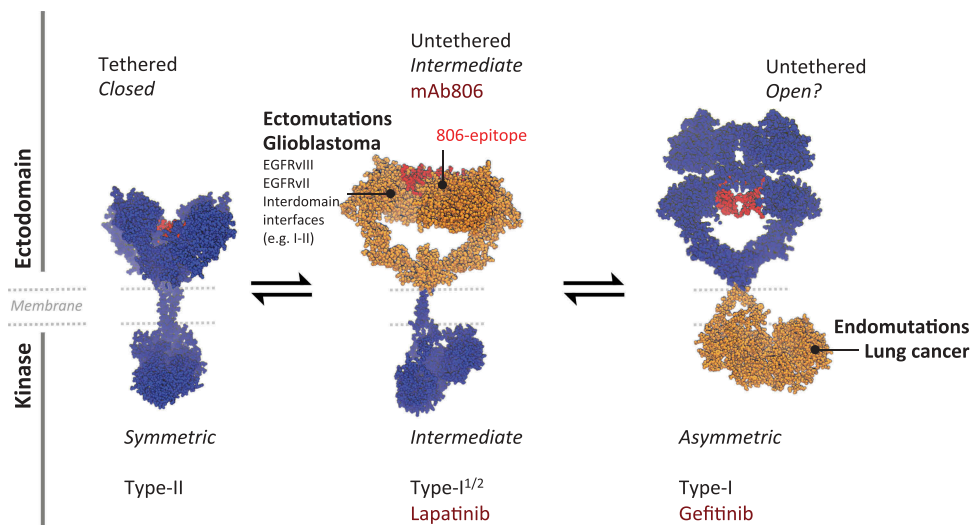 Tethered
Closed
Untethered
Intermediate
mAb806
Untethered
Open?
Ectomutations
Glioblastoma
EGFRvIII
EGFRvII
Interdomain
interfaces
(e.g. I-II)
806-epitope
Ectodomain
Membrane
Kinase
Endomutations
Lung cancer
Symmetric
Intermediate
Asymmetric
Type-II
Type-I¹/²
Lapatinib
Type-I
Gefitinib